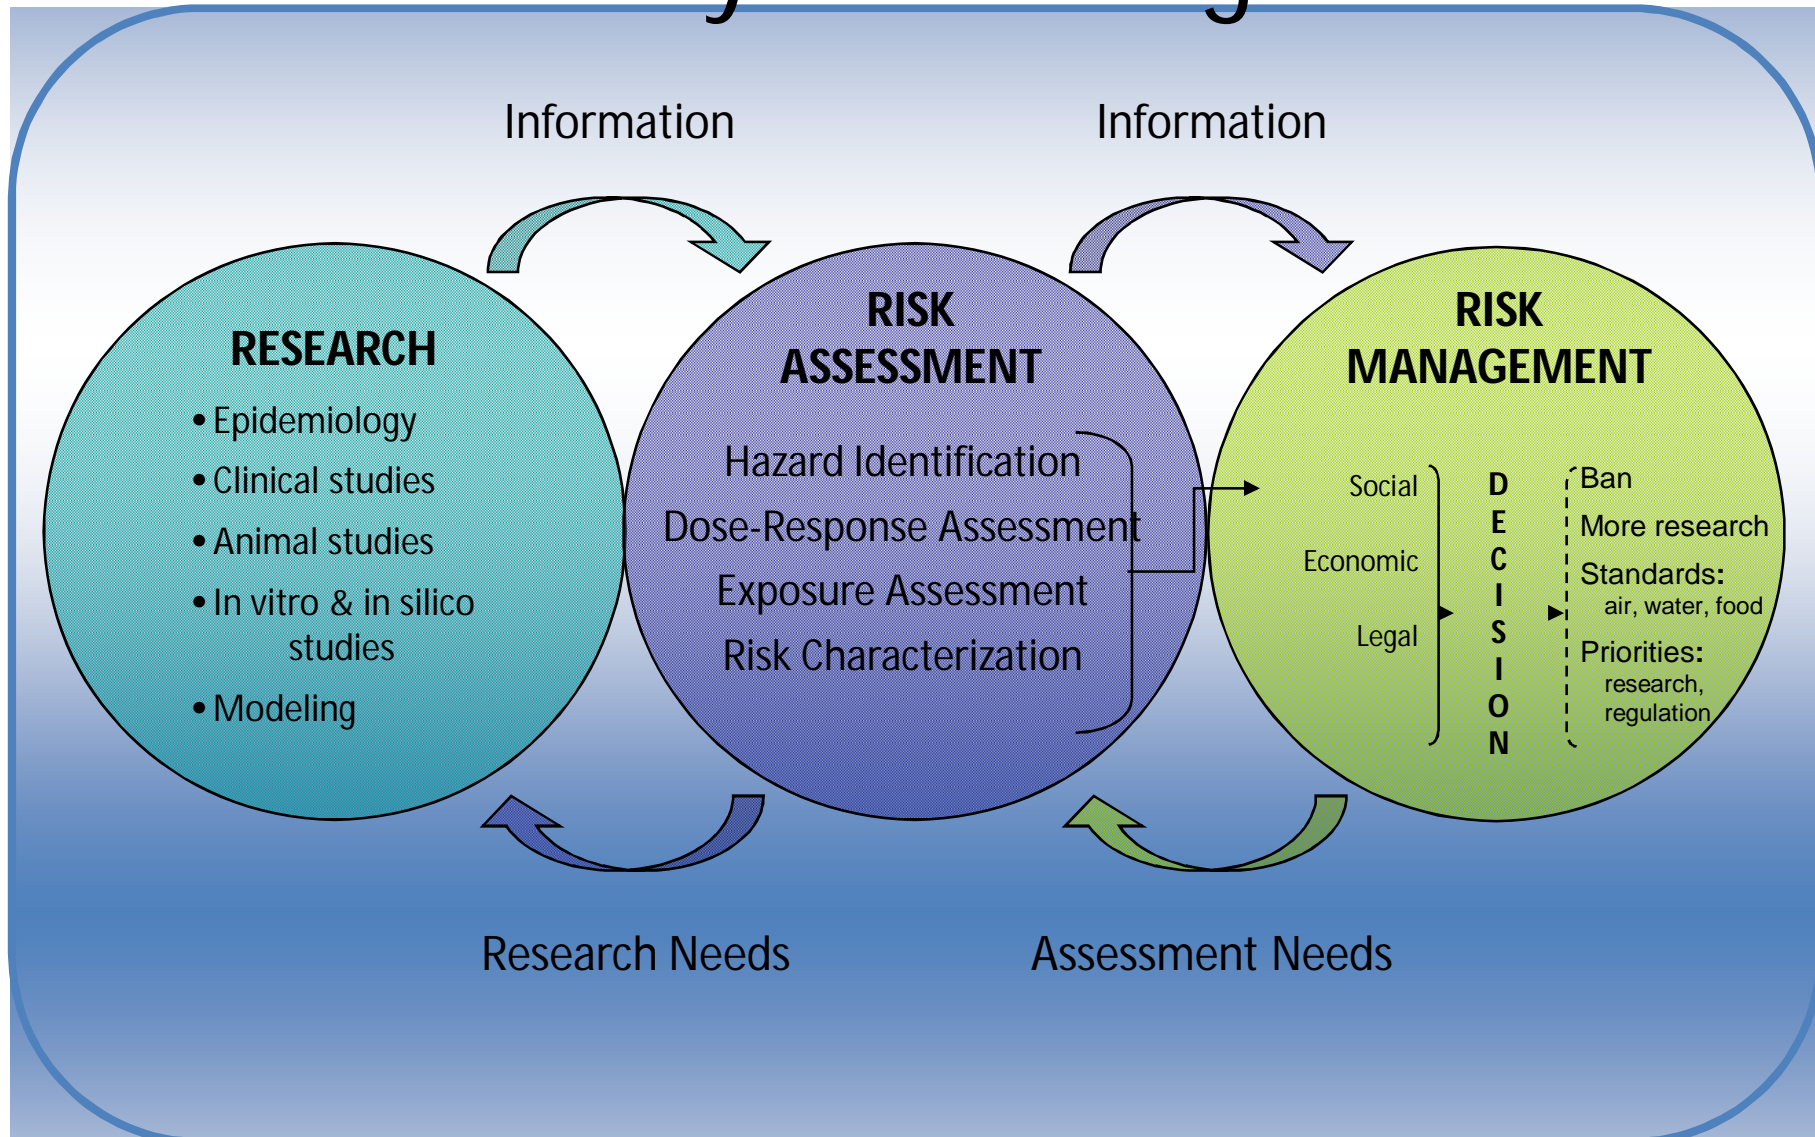 Information
Information
RESEARCH
• Epidemiology
• Clinical studies
• Animal studies
• In vitro & in silico
studies
• Modeling
RISK
ASSESSMENT
Hazard Identification
Dose-Response Assessment
Exposure Assessment
Risk Characterization
RISK
MANAGEMENT
Social
Economic
Legal
DECISION
Ban
More research
Standards:
air, water, food
Priorities:
research,
regulation
Research Needs
Assessment Needs